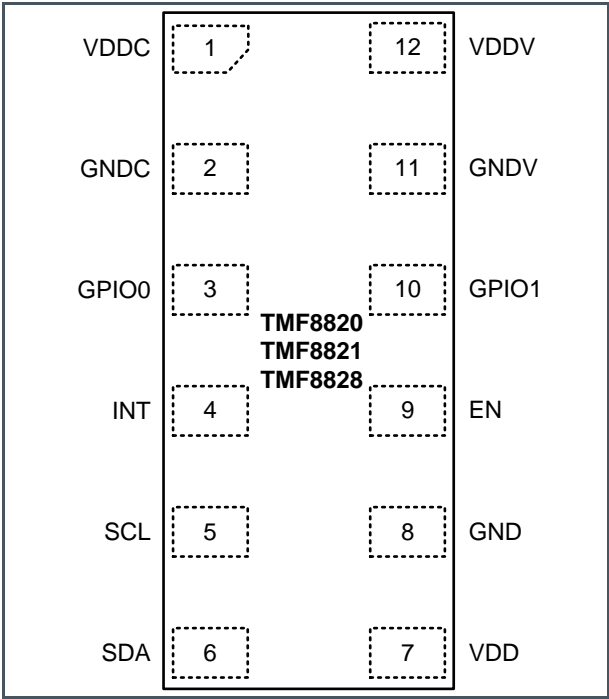 VDDC 1 12 VDDV
GNDC 2 11 GNDV
GPIO0 3 10 GPIO1
TMF8820
TMF8821
TMF8828
INT 4 9 EN
SCL 5 8 GND
SDA 6 7 VDD